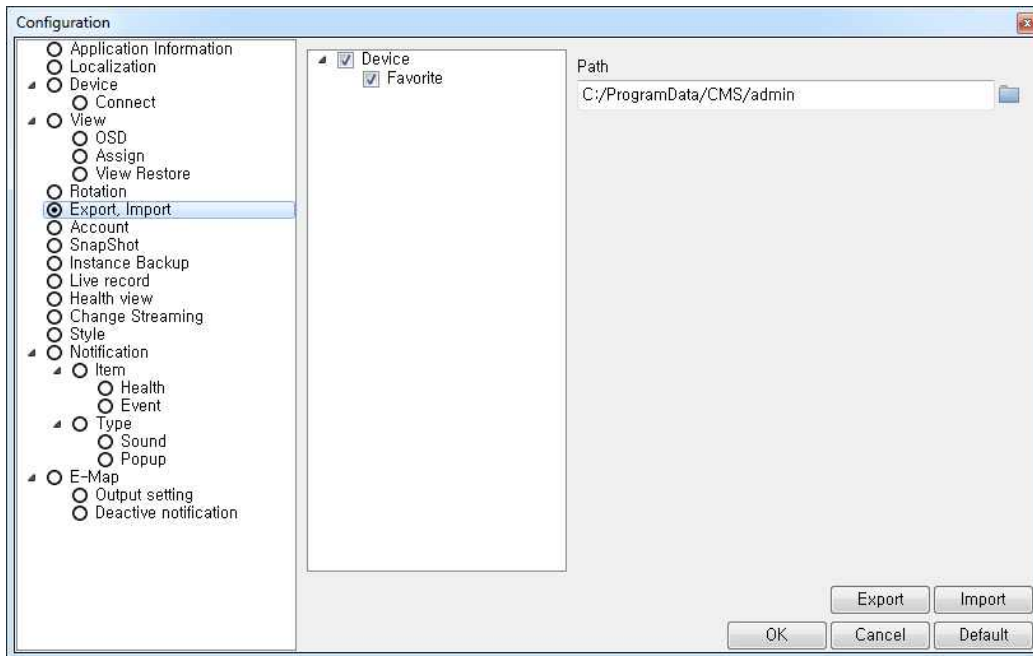 Configuration
Application Information
Localization
Device
Connect
View
OSD
Assign
View Restore
Rotation
Export, Import
Account
SnapShot
Instance Backup
Live record
Health view
Change Streaming
Style
Notification
Item
Health
Event
Type
Sound
Popup
E-Map
Output setting
Deactive notification
Device
Favorite
Path
C:/ProgramData/CMS/admin
Export
Import
OK
Cancel
Default